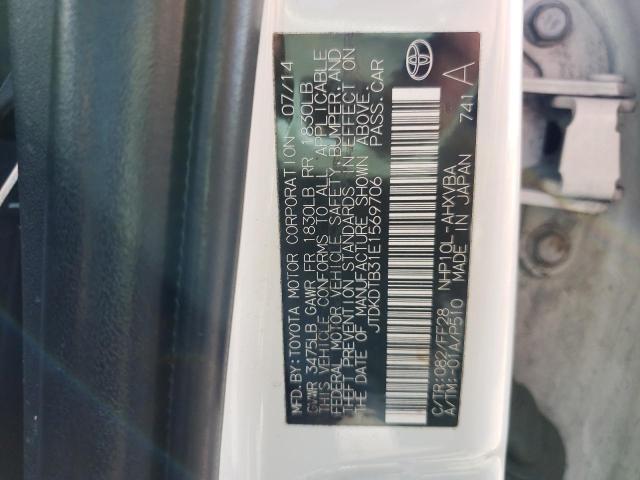 MFD.BY:TOYOTA MOTOR CORPORATION 07/14
GVWR 3475LB GAWR FR 1830LB RR 1830LB
THIS VEHICLE CONFORMS TO ALL APPLICABLE
FEDERAL MOTOR VEHICLE SAFETY,BUMPER,AND
THEFT PREVENTION STANDARDS IN EFFECT ON
THE DATE OF MANUFACTURE SHOWN ABOVE.
JTDKDTB31E1569706 PASS.CAR
C/TR:082/FF28 NHP10L-AHXVBA
A/TM:-01A/P510 MADE IN JAPAN 741 A